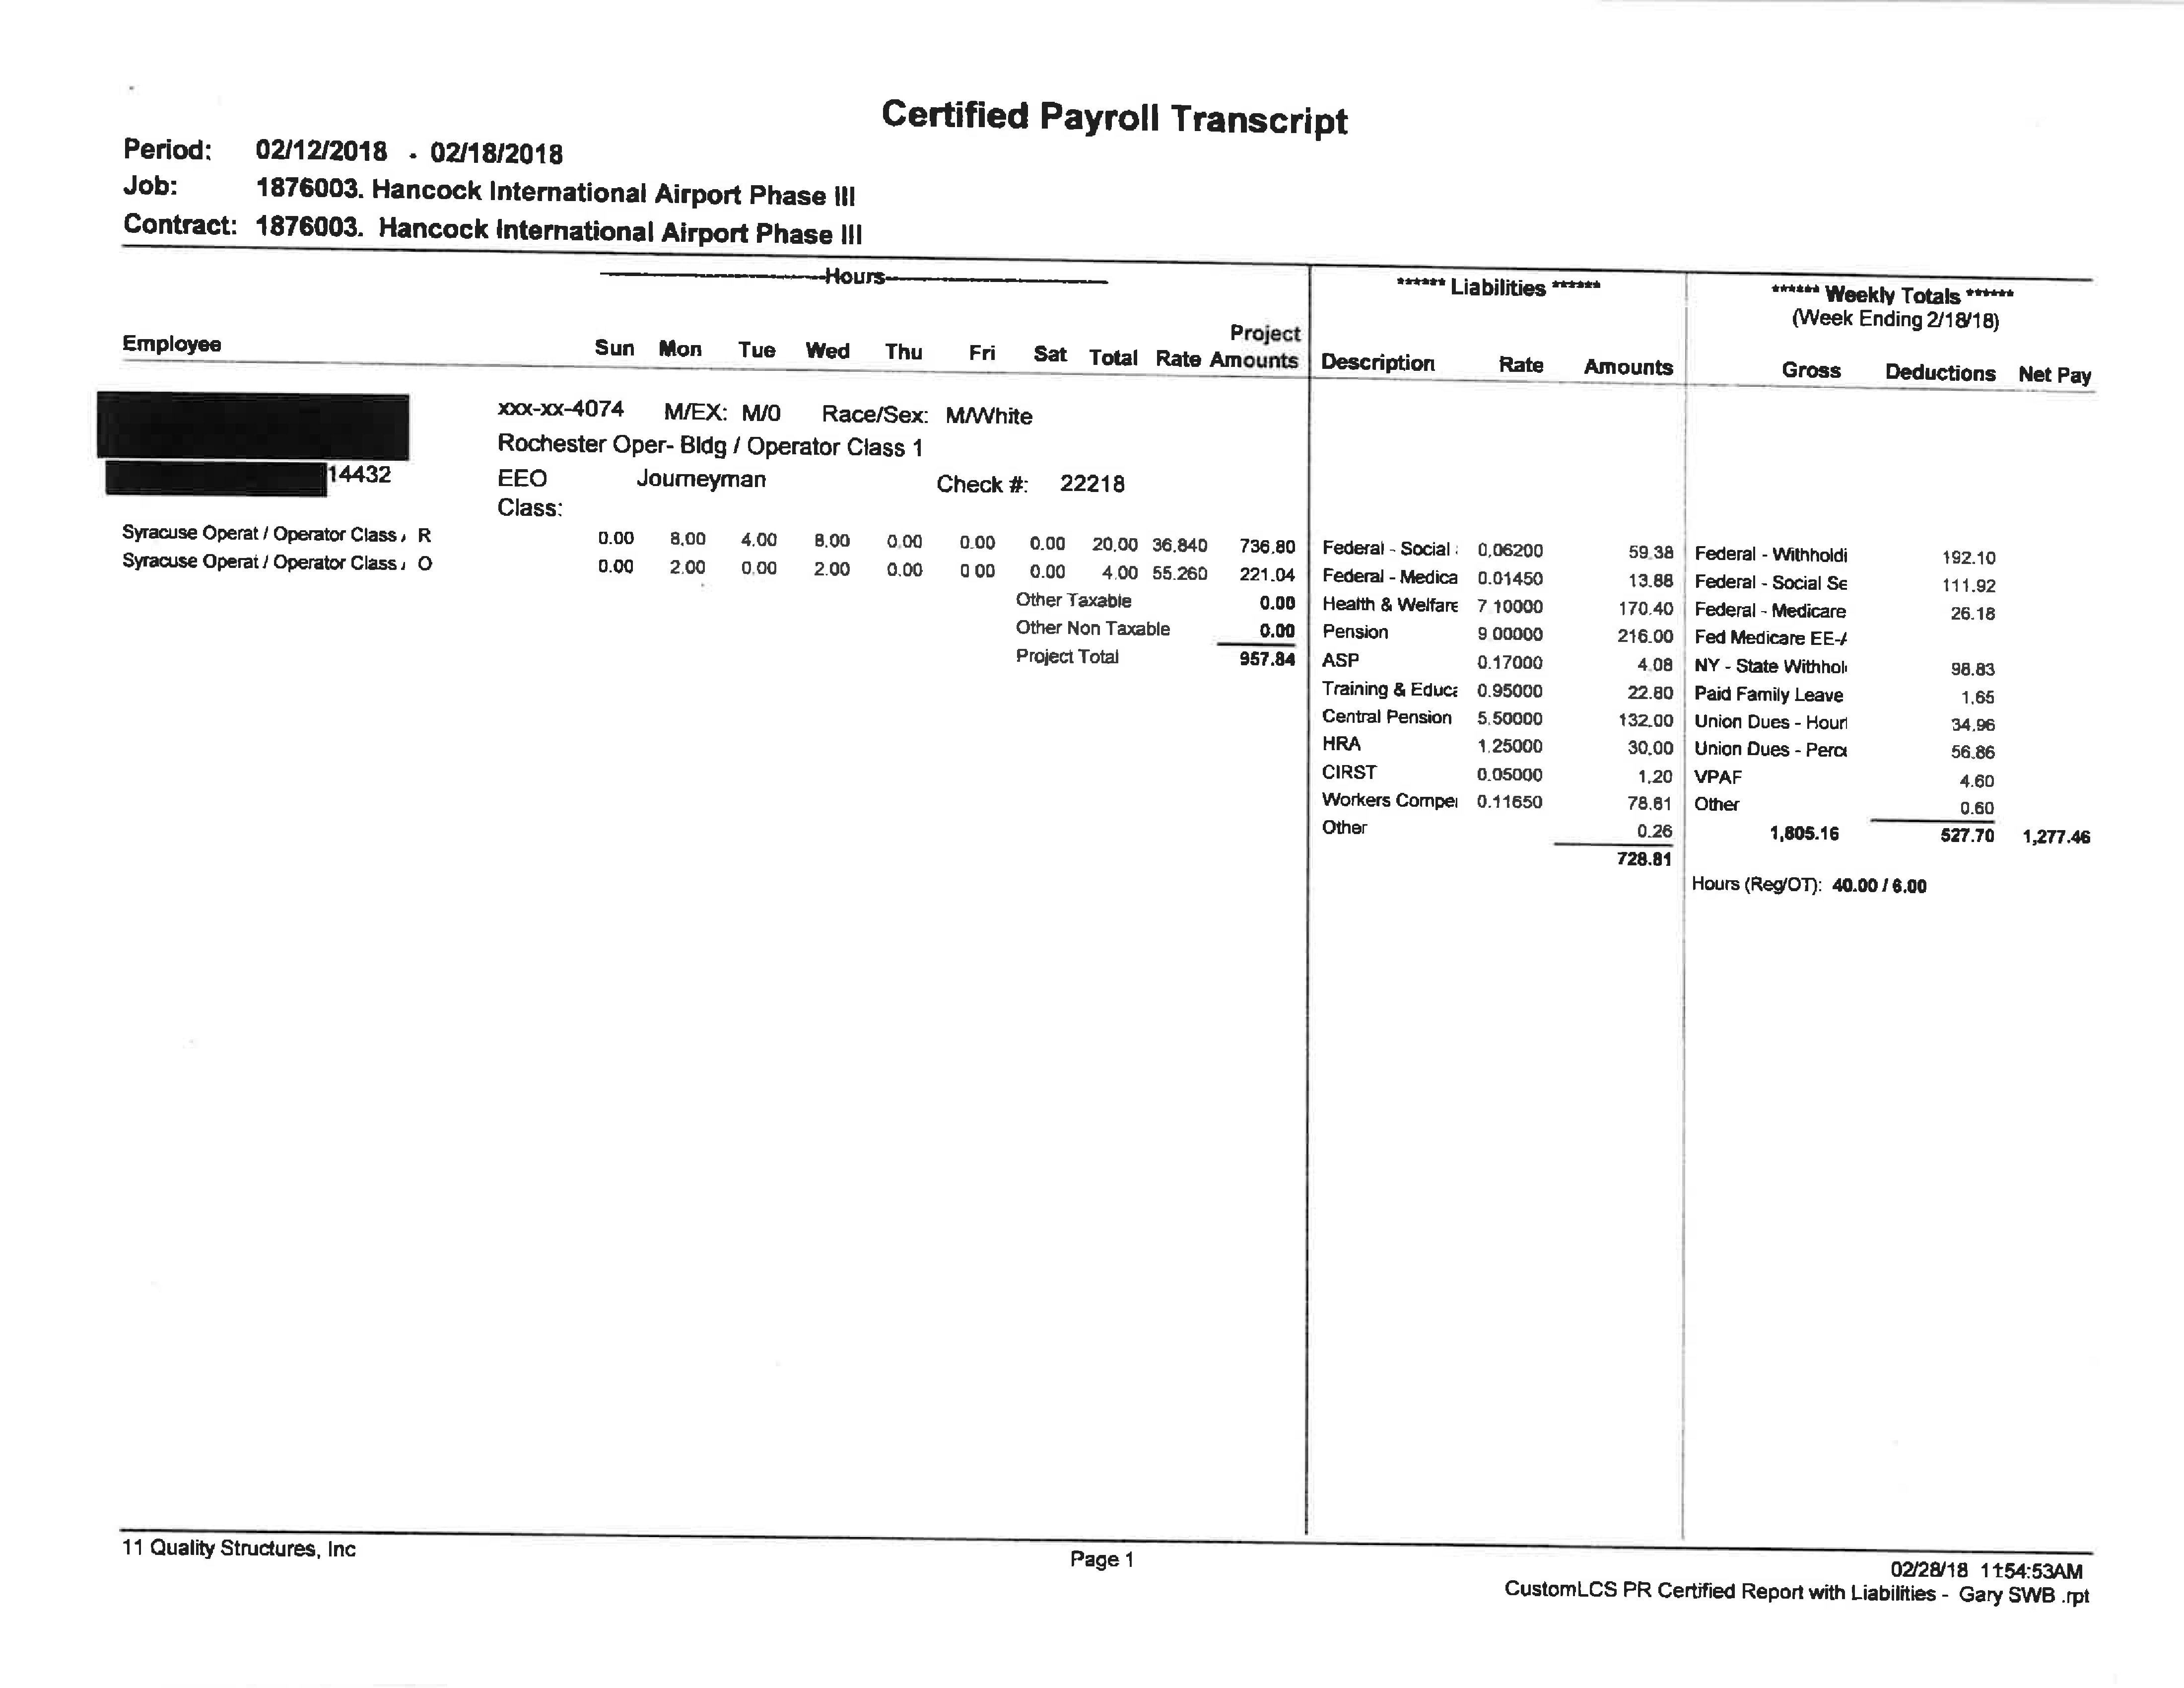 Certified Payroll Transcript
Period: 02/12/2018 - 02/18/2018
Job: 1876003. Hancock International Airport Phase III
Contract: 1876003. Hancock International Airport Phase III
Hours
****** Liabilities ******
****** Weekly Totals ******
(Week Ending 2/18/18)
Employee Sun Mon Tue Wed Thu Fri Sat Total Rate Project Amounts Description Rate Amounts Gross Deductions Net Pay
xxx-xx-4074 M/EX: M/0 Race/Sex: M/White
Rochester Oper- Bldg / Operator Class 1
14432
EEO Class: Journeyman Check #: 22218
Syracuse Operat / Operator Class R 0.00 8.00 4.00 8.00 0.00 0.00 0.00 20.00 36.840 736.80
Syracuse Operat / Operator Class O 0.00 2.00 0.00 2.00 0.00 0.00 0.00 4.00 55.260 221.04
Other Taxable 0.00
Other Non Taxable 0.00
Project Total 957.84
Federal - Social 0.06200 59.38
Federal - Medica 0.01450 13.88
Health & Welfare 7.10000 170.40
Pension 9.00000 216.00
ASP 0.17000 4.08
Training & Educa 0.95000 22.80
Central Pension 5.50000 132.00
HRA 1.25000 30.00
CIRST 0.05000 1.20
Workers Compe 0.11650 78.81
Other 0.26
728.81
Federal - Withholdi 192.10
Federal - Social Se 111.92
Federal - Medicare 26.18
Fed Medicare EE-A
NY - State Withhol 98.83
Paid Family Leave 1.65
Union Dues - Hourl 34.96
Union Dues - Perce 56.86
VPAF 4.60
Other 0.60
1,805.16 527.70 1,277.46
Hours (Reg/OT): 40.00 / 6.00
11 Quality Structures, Inc
Page 1
02/28/18 11:54:53AM
CustomLCS PR Certified Report with Liabilities - Gary SWB .rpt